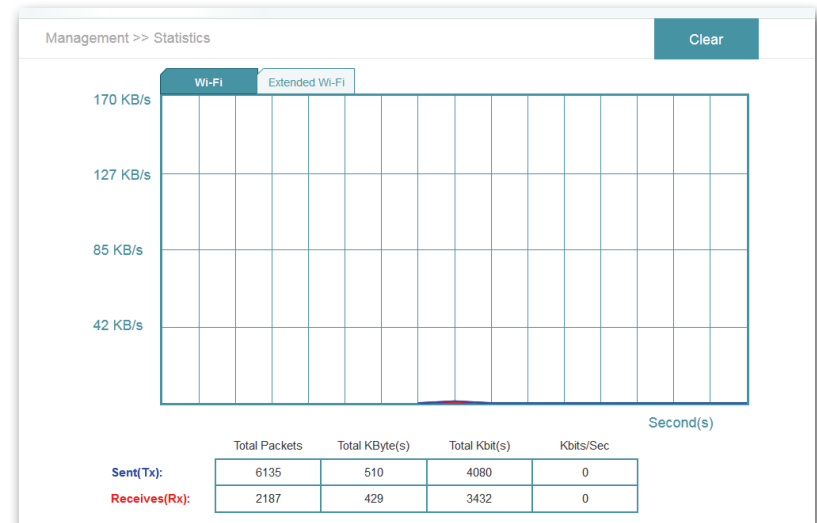 Management >> Statistics
Clear
Wi-Fi Extended Wi-Fi
170 KB/s
127 KB/s
85 KB/s
42 KB/s
Second(s)
Total Packets Total KByte(s) Total Kbit(s) Kbits/Sec
Sent(Tx): 6135 510 4080 0
Receives(Rx): 2187 429 3432 0